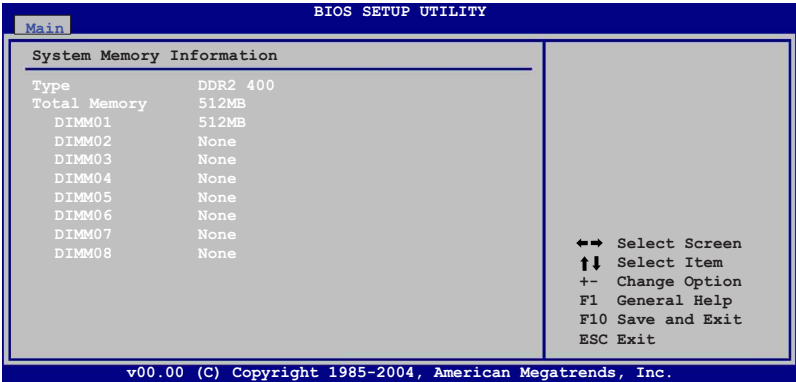 BIOS SETUP UTILITY
Main
System Memory Information
Type DDR2 400
Total Memory 512MB
DIMM01 512MB
DIMM02 None
DIMM03 None
DIMM04 None
DIMM05 None
DIMM06 None
DIMM07 None
DIMM08 None
←→ Select Screen
↑↓ Select Item
+- Change Option
F1 General Help
F10 Save and Exit
ESC Exit
v00.00 (C) Copyright 1985-2004, American Megatrends, Inc.